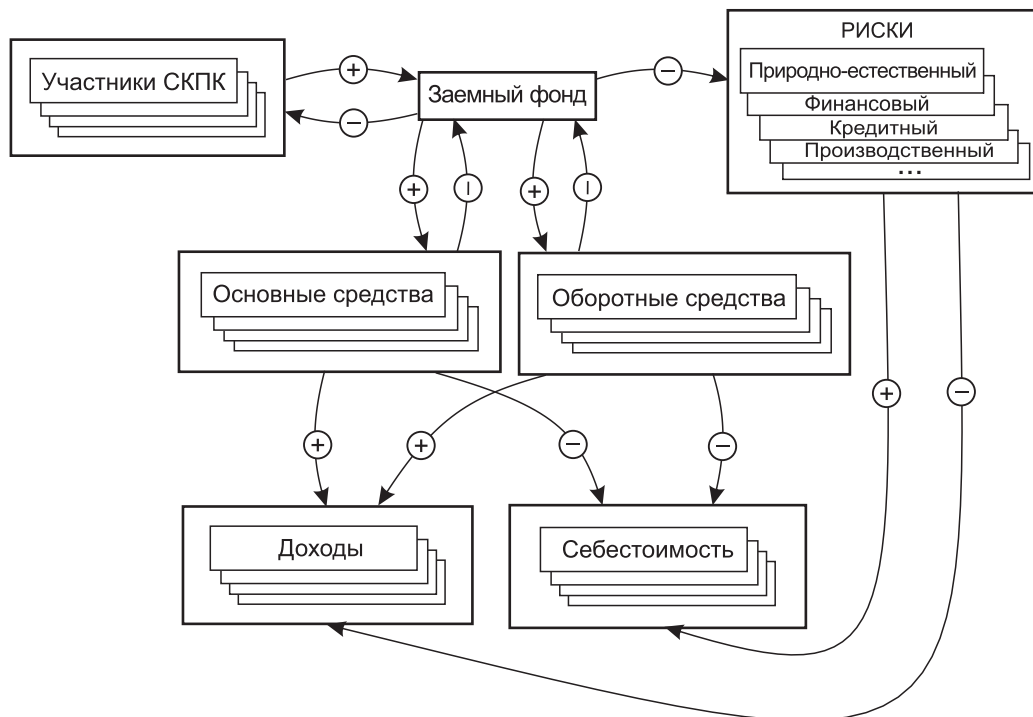 РИСКИ
Участники СКПК
Заемный фонд
Природно-естественный
Финансовый
Кредитный
Производственный
...
+
−
−
+
−
+
−
Основные средства
Оборотные средства
+
−
+
+
−
−
Доходы
Себестоимость